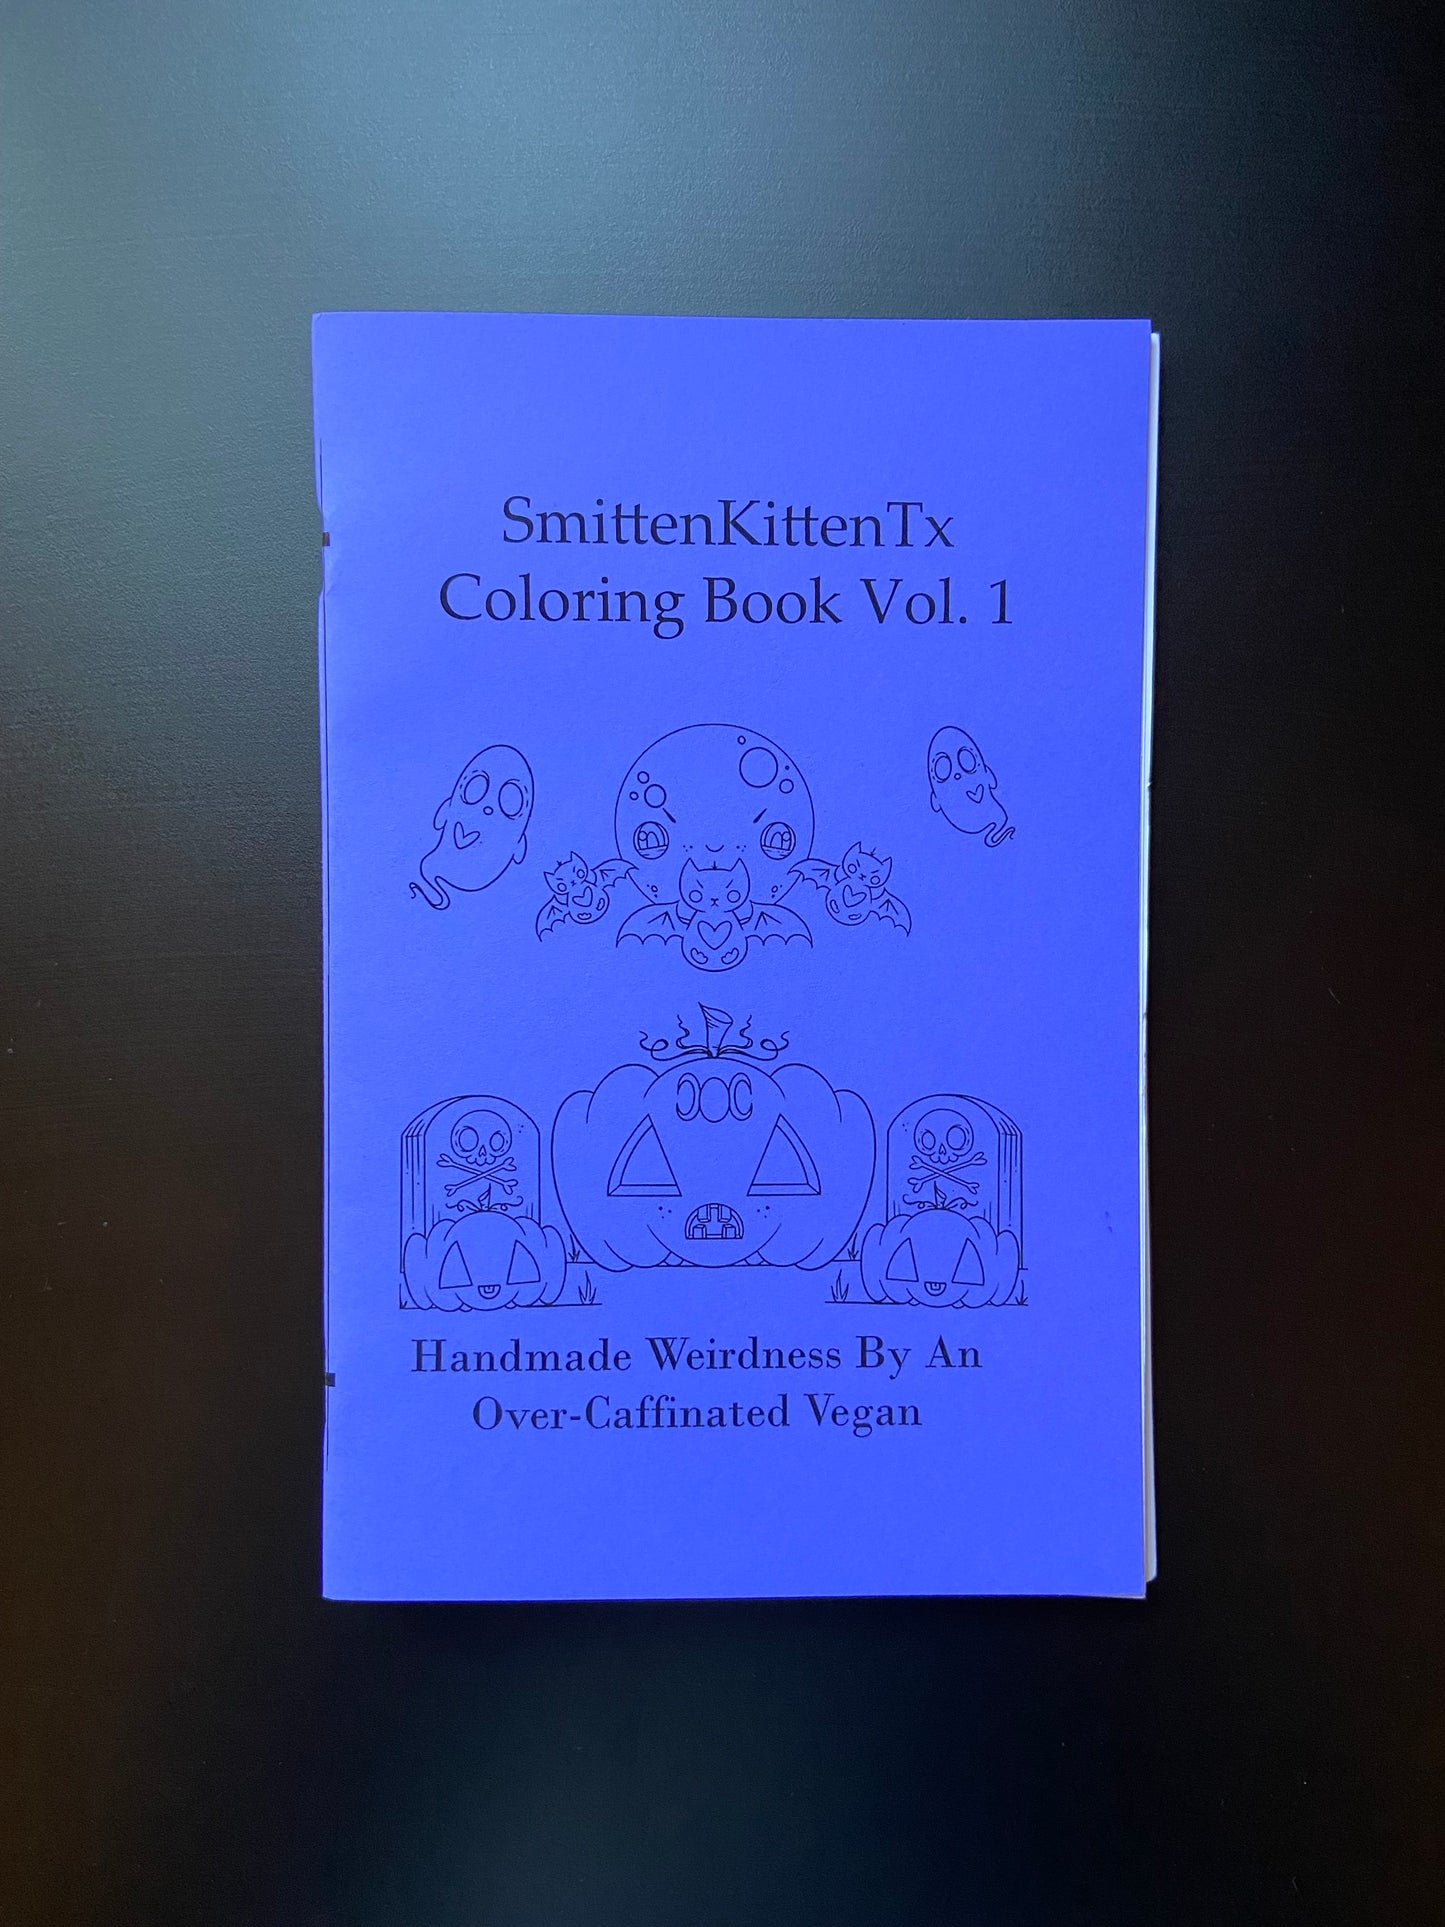 SmittenKittenTx
Coloring Book Vol. 1
Handmade Weirdness By An
Over-Caffinated Vegan